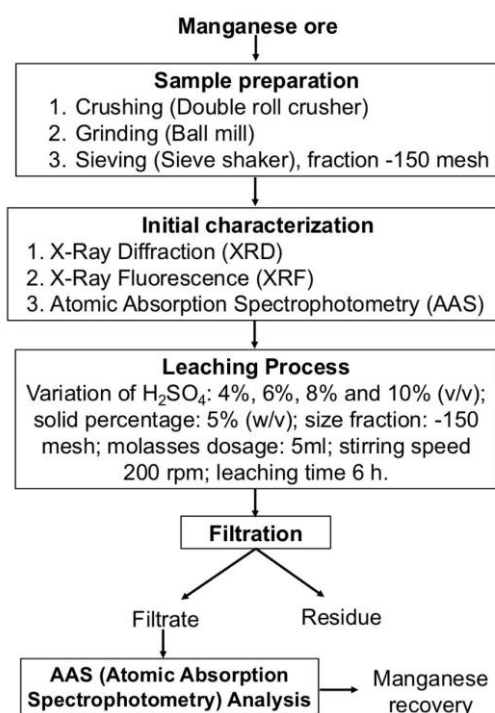 Manganese ore
Sample preparation
1. Crushing (Double roll crusher)
2. Grinding (Ball mill)
3. Sieving (Sieve shaker), fraction -150 mesh
Initial characterization
1. X-Ray Diffraction (XRD)
2. X-Ray Fluorescence (XRF)
3. Atomic Absorption Spectrophotometry (AAS)
Leaching Process
Variation of H₂SO₄: 4%, 6%, 8% and 10% (v/v);
solid percentage: 5% (w/v); size fraction: -150
mesh; molasses dosage: 5ml; stirring speed
200 rpm; leaching time 6 h.
Filtration
Filtrate
Residue
AAS (Atomic Absorption
Spectrophotometry) Analysis
Manganese
recovery